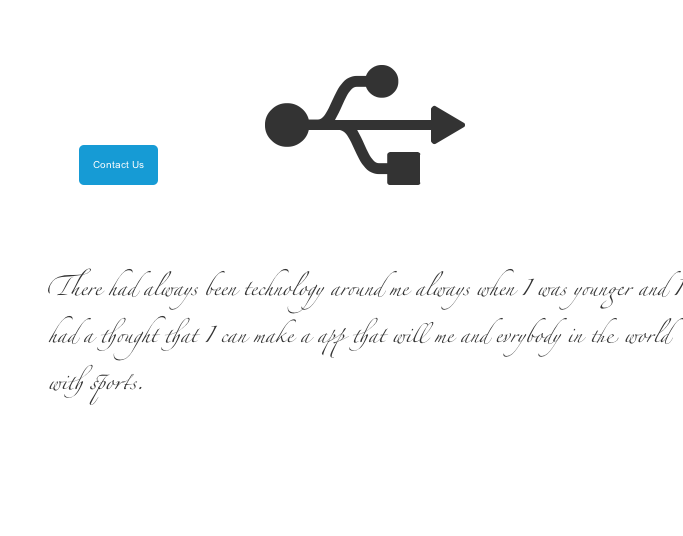 Contact Us
There had always been technology around me always when I was younger and I
had a thought that I can make a app that will me and evrybody in the world
with sports.